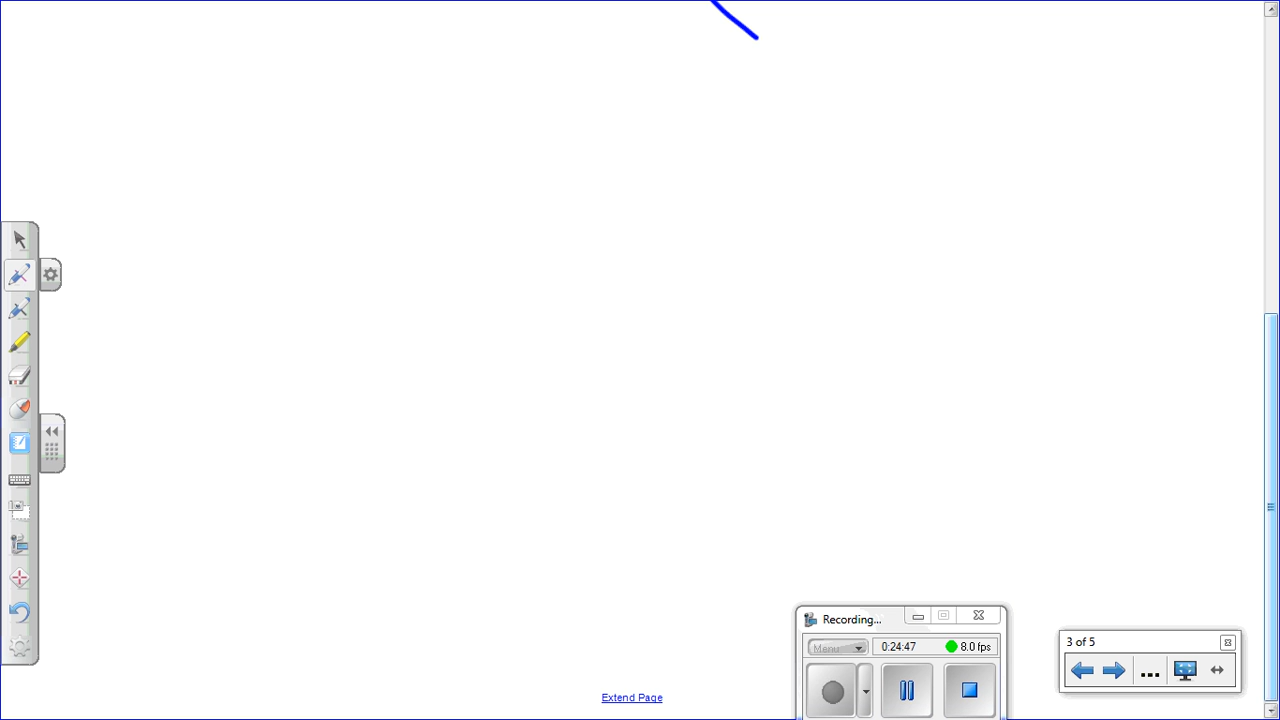 Recording...
Menu 0:24:47 8.0 fps
3 of 5
...
Extend Page